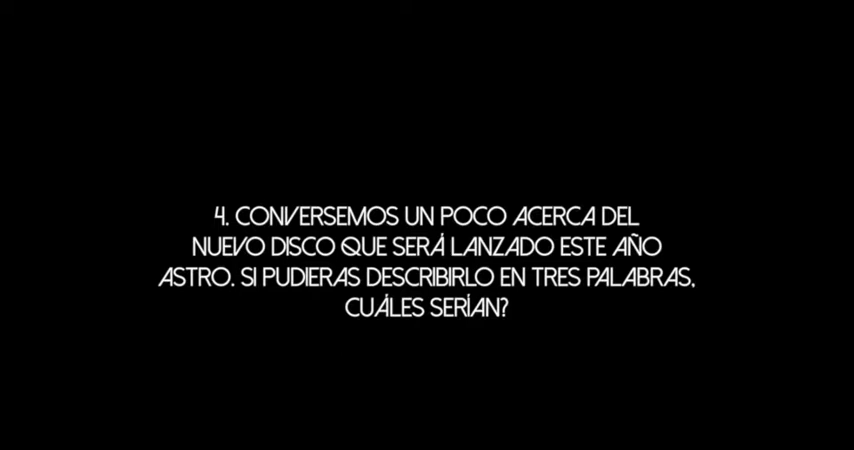 4. CONVERSEMOS UN POCO ACERCA DEL
NUEVO DISCO QUE SERÁ LANZADO ESTE AÑO
ASTRO. SI PUDIERAS DESCRIBIRLO EN TRES PALABRAS,
CUÁLES SERÍAN?